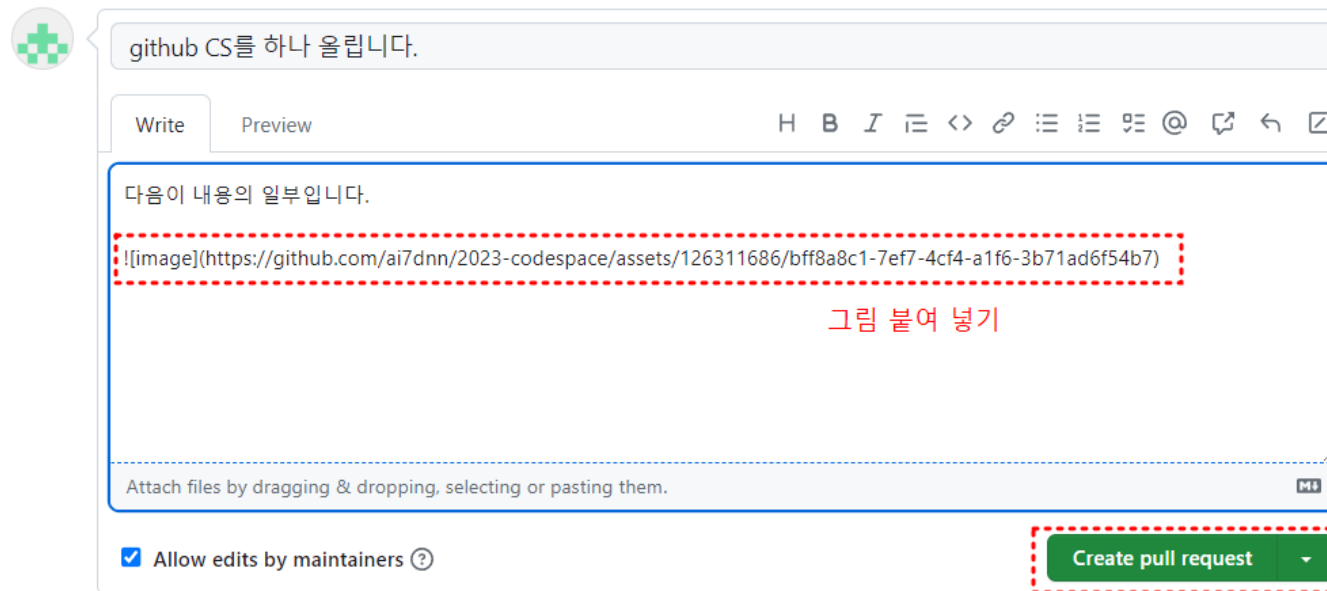 github CS를 하나 올립니다.
Write Preview
다음이 내용의 일부입니다.
![image](https://github.com/ai7dnn/2023-codespace/assets/126311686/bff8a8c1-7ef7-4cf4-a1f6-3b71ad6f54b7)
그림 붙여 넣기
Attach files by dragging & dropping, selecting or pasting them.
Allow edits by maintainers
Create pull request